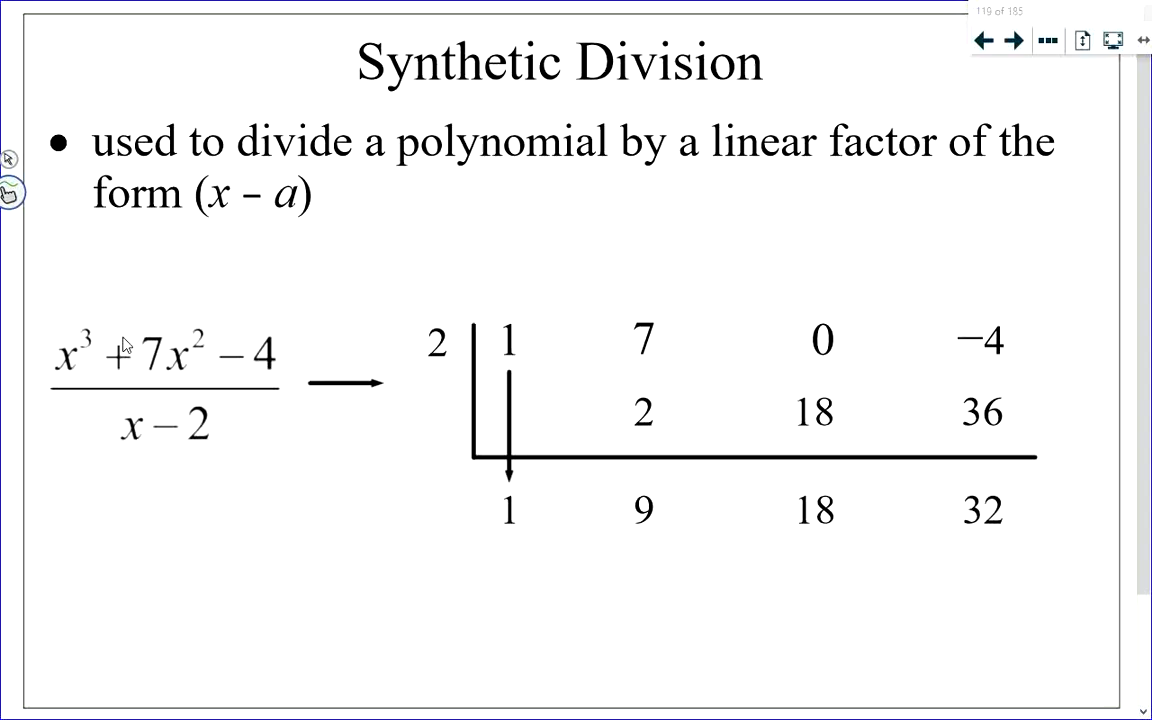 119 of 185
Synthetic Division
• used to divide a polynomial by a linear factor of the
form (x – a)
x³ + 7x² – 4
x – 2
2 1 7 0 –4
2 18 36
1 9 18 32